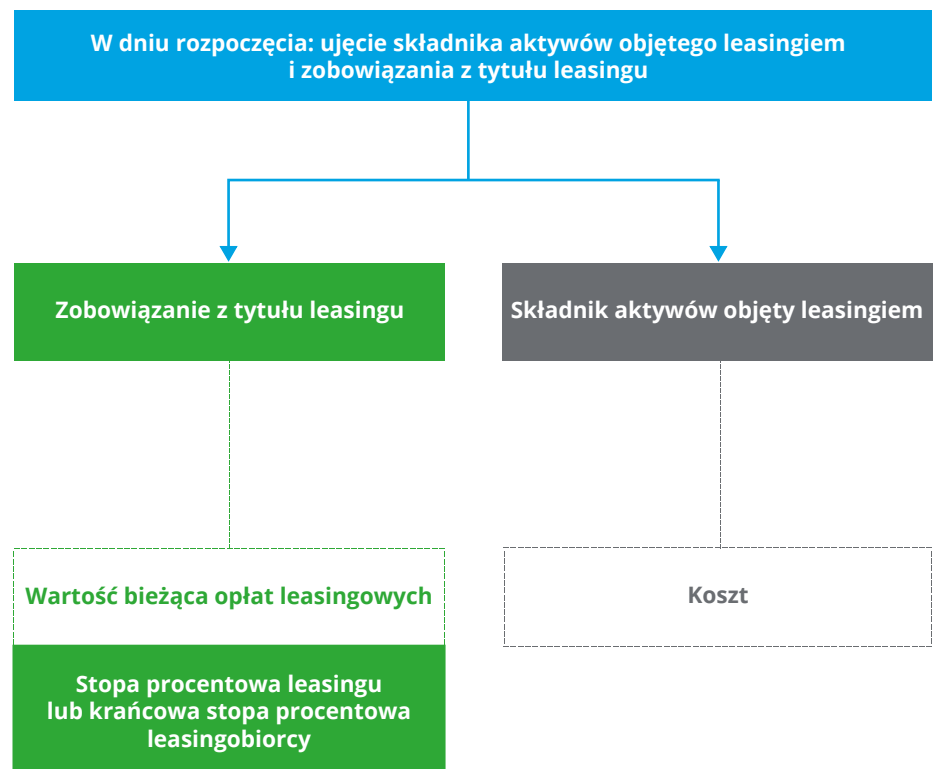 W dniu rozpoczęcia: ujęcie składnika aktywów objętego leasingiem
i zobowiązania z tytułu leasingu
Zobowiązanie z tytułu leasingu
Składnik aktywów objęty leasingiem
Wartość bieżąca opłat leasingowych
Koszt
Stopa procentowa leasingu
lub krańcowa stopa procentowa
leasingobiorcy